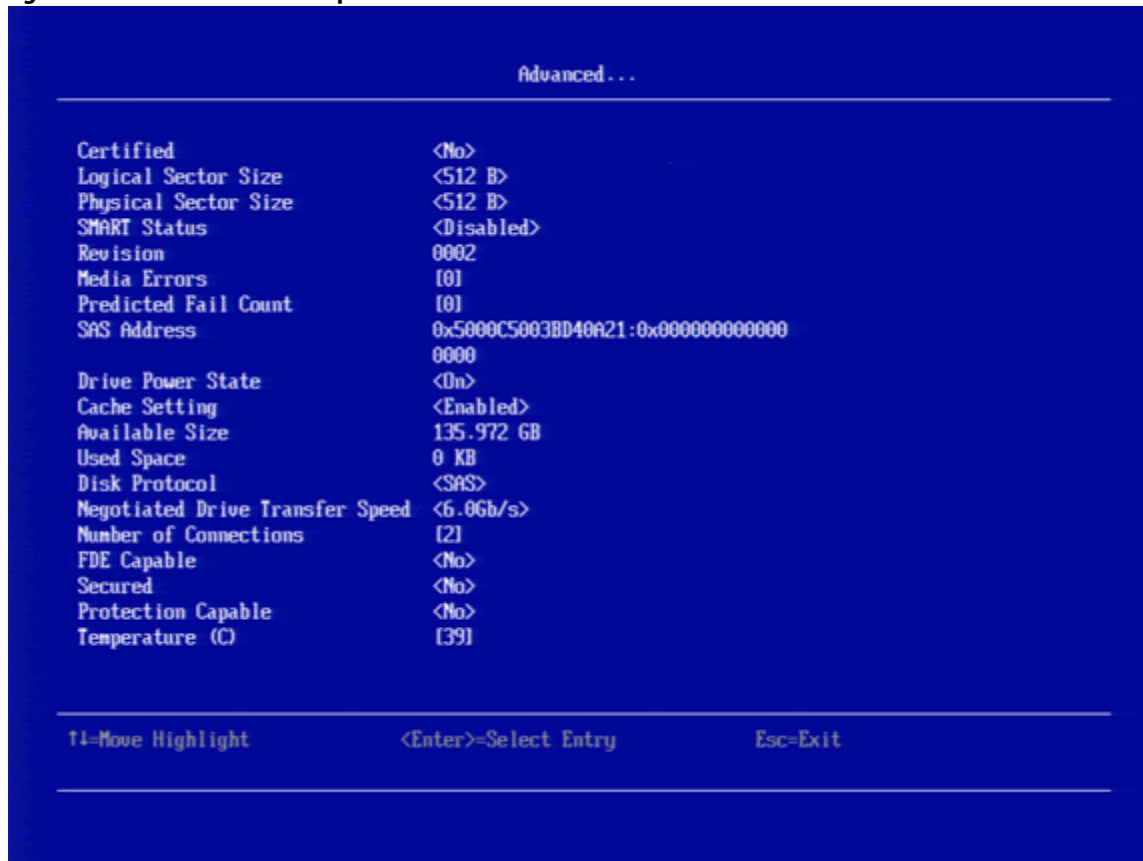 Advanced...
Certified <No>
Logical Sector Size <512 B>
Physical Sector Size <512 B>
SMART Status <Disabled>
Revision 0002
Media Errors [0]
Predicted Fail Count [0]
SAS Address 0x5000C5003BD40A21:0x000000000000
0000
Drive Power State <On>
Cache Setting <Enabled>
Available Size 135.972 GB
Used Space 0 KB
Disk Protocol <SAS>
Negotiated Drive Transfer Speed <6.0Gb/s>
Number of Connections [2]
FDE Capable <No>
Secured <No>
Protection Capable <No>
Temperature (C) [39]
↑↓=Move Highlight <Enter>=Select Entry Esc=Exit